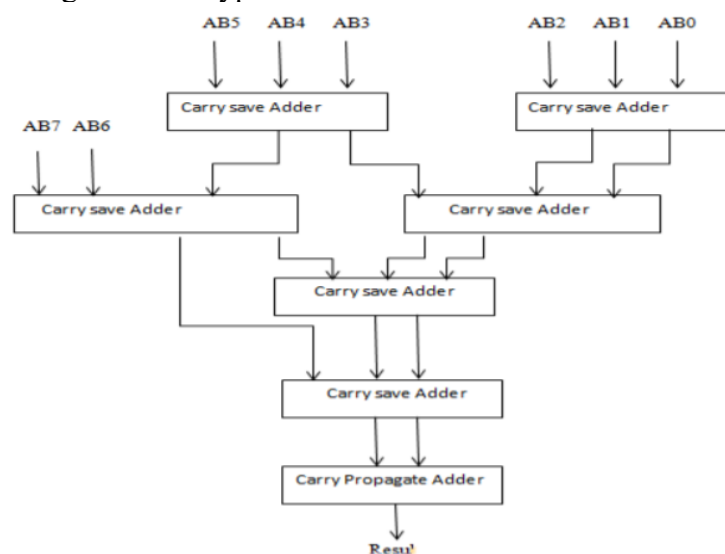 AB5 AB4 AB3 AB2 AB1 AB0
Carry save Adder Carry save Adder
AB7 AB6
Carry save Adder Carry save Adder
Carry save Adder
Carry save Adder
Carry Propagate Adder